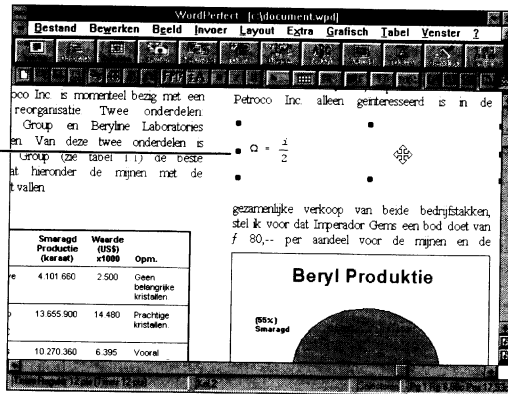 WordPerfect - [c:\document.wpd]
Bestand Bewerken Beeld Invoer Layout Extra Grafisch Tabel Venster ?
oco Inc. is momenteel bezig met een
reorganisatie Twee onderdelen
Group en Beryline Laboratories
en. Van deze twee onderdelen is
Group (zie tabel 1.1) de beste
at hieronder de mijnen met de
t vallen
Smaragd Productie (karaat) Waarde (US$) x1000 Opm.
4.101.660 2.500 Geen belangrijke kristallen
13.655.900 14.480 Prachtige kristallen.
10.270.360 6.395 Vooral
Petroco Inc. alleen geïnteresseerd is in de
Ω = i/2
gezamenlijke verkoop van beide bedrijfstakken,
stel ik voor dat Imperador Gems een bod doet van
f 80,-- per aandeel voor de mijnen en de
Beryl Produktie
(55%)
Smaragd